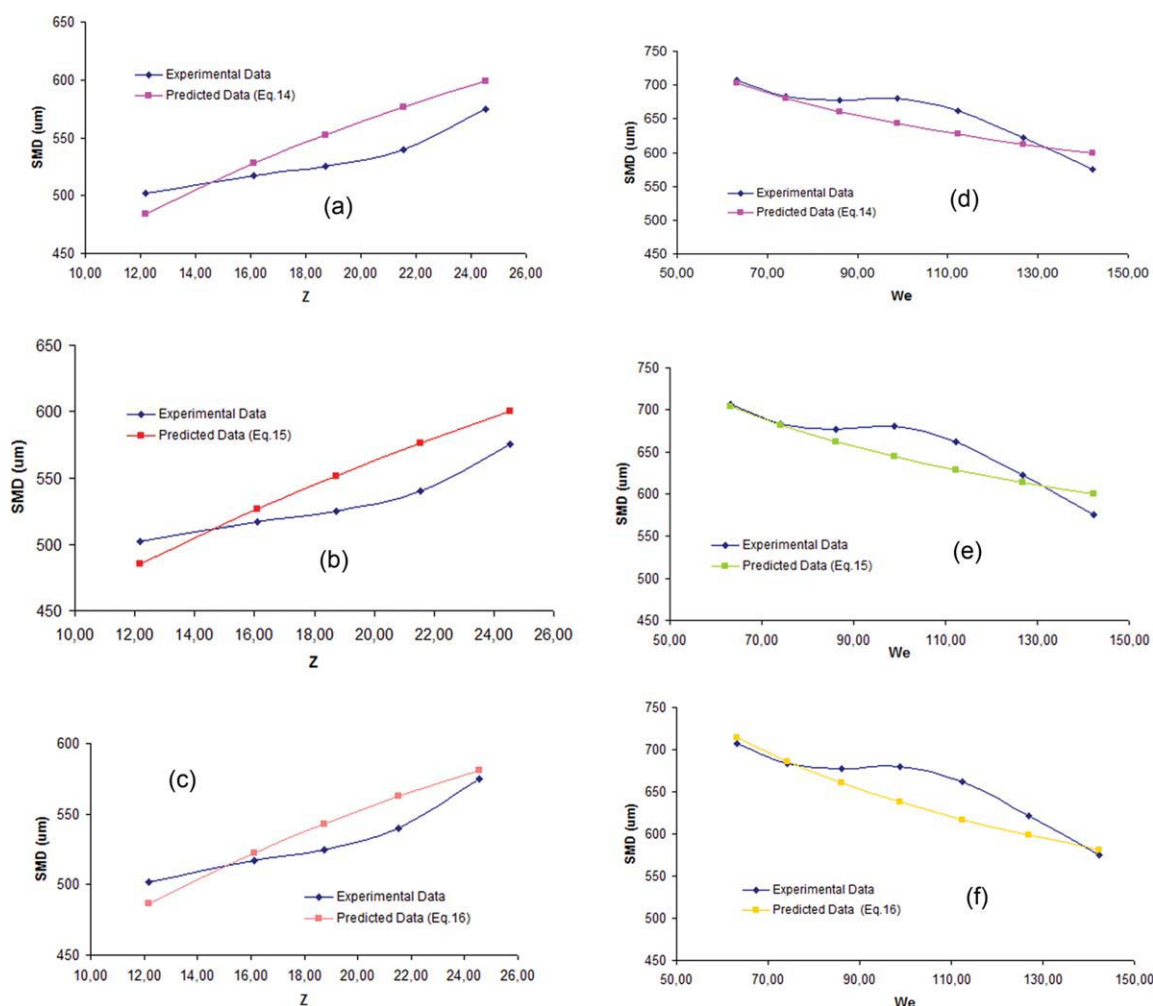 650
600
550
500
450
SMD (um)
Experimental Data
Predicted Data (Eq.14)
(a)
10,00 12,00 14,00 16,00 18,00 20,00 22,00 24,00 26,00
Z
750
700
650
600
550
500
450
SMD (um)
Experimental Data
Predicted Data (Eq.14)
(d)
50,00 70,00 90,00 110,00 130,00 150,00
We
650
600
550
500
450
SMD (um)
Experimental Data
Predicted Data (Eq.15)
(b)
10,00 12,00 14,00 16,00 18,00 20,00 22,00 24,00 26,00
Z
750
700
650
600
550
500
450
SMD (um)
Experimental Data
Predicted Data (Eq.15)
(e)
50,00 70,00 90,00 110,00 130,00 150,00
We
600
550
500
450
SMD (um)
(c)
Experimental Data
Predicted Data (Eq.16)
10,00 12,00 14,00 16,00 18,00 20,00 22,00 24,00 26,00
Z
800
750
700
650
600
550
500
450
SMD (um)
Experimental Data
Predicted Data (Eq.16)
(f)
50,00 70,00 90,00 110,00 130,00 150,00
We